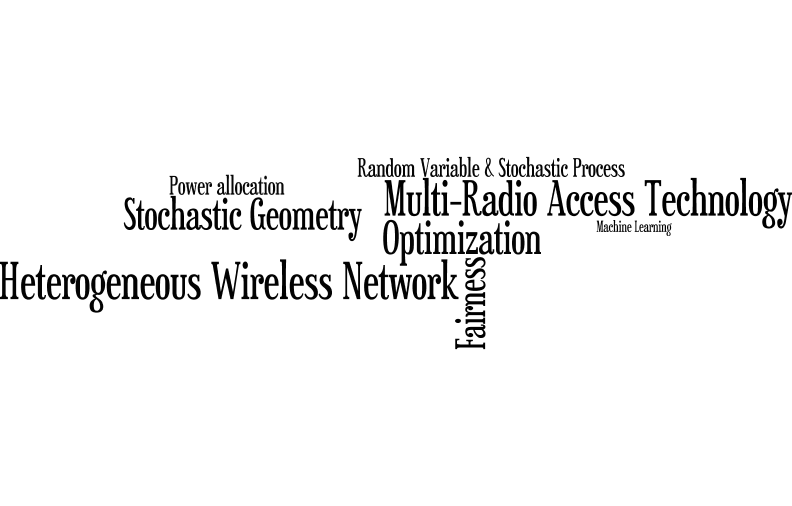 Random Variable & Stochastic Process
Power allocation
Multi-Radio Access Technology
Stochastic Geometry
Machine Learning
Optimization
Heterogeneous Wireless Network
Fairness